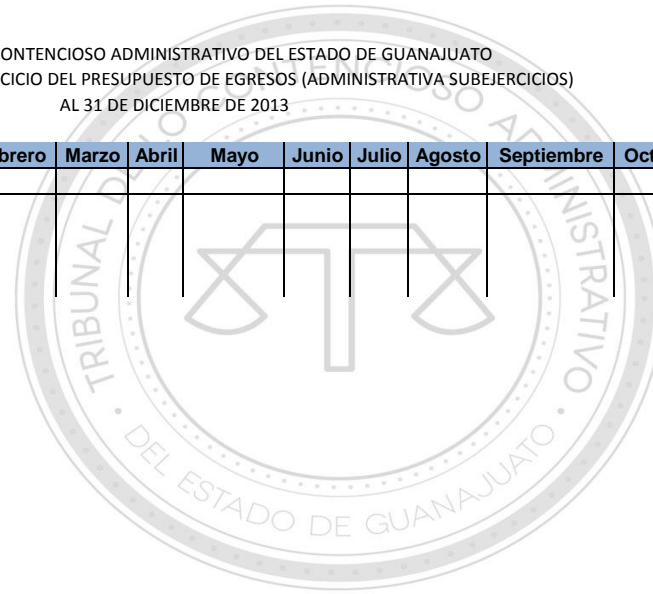 ONTENCIOSO ADMINISTRATIVO DEL ESTADO DE GUANAJUATO
CICIO DEL PRESUPUESTO DE EGRESOS (ADMINISTRATIVA SUBEJERCICIOS)
AL 31 DE DICIEMBRE DE 2013
brero Marzo Abril Mayo Junio Julio Agosto Septiembre Oct
TRIBUNAL DE LO CONTENCIOSO ADMINISTRATIVO
DEL ESTADO DE GUANAJUATO